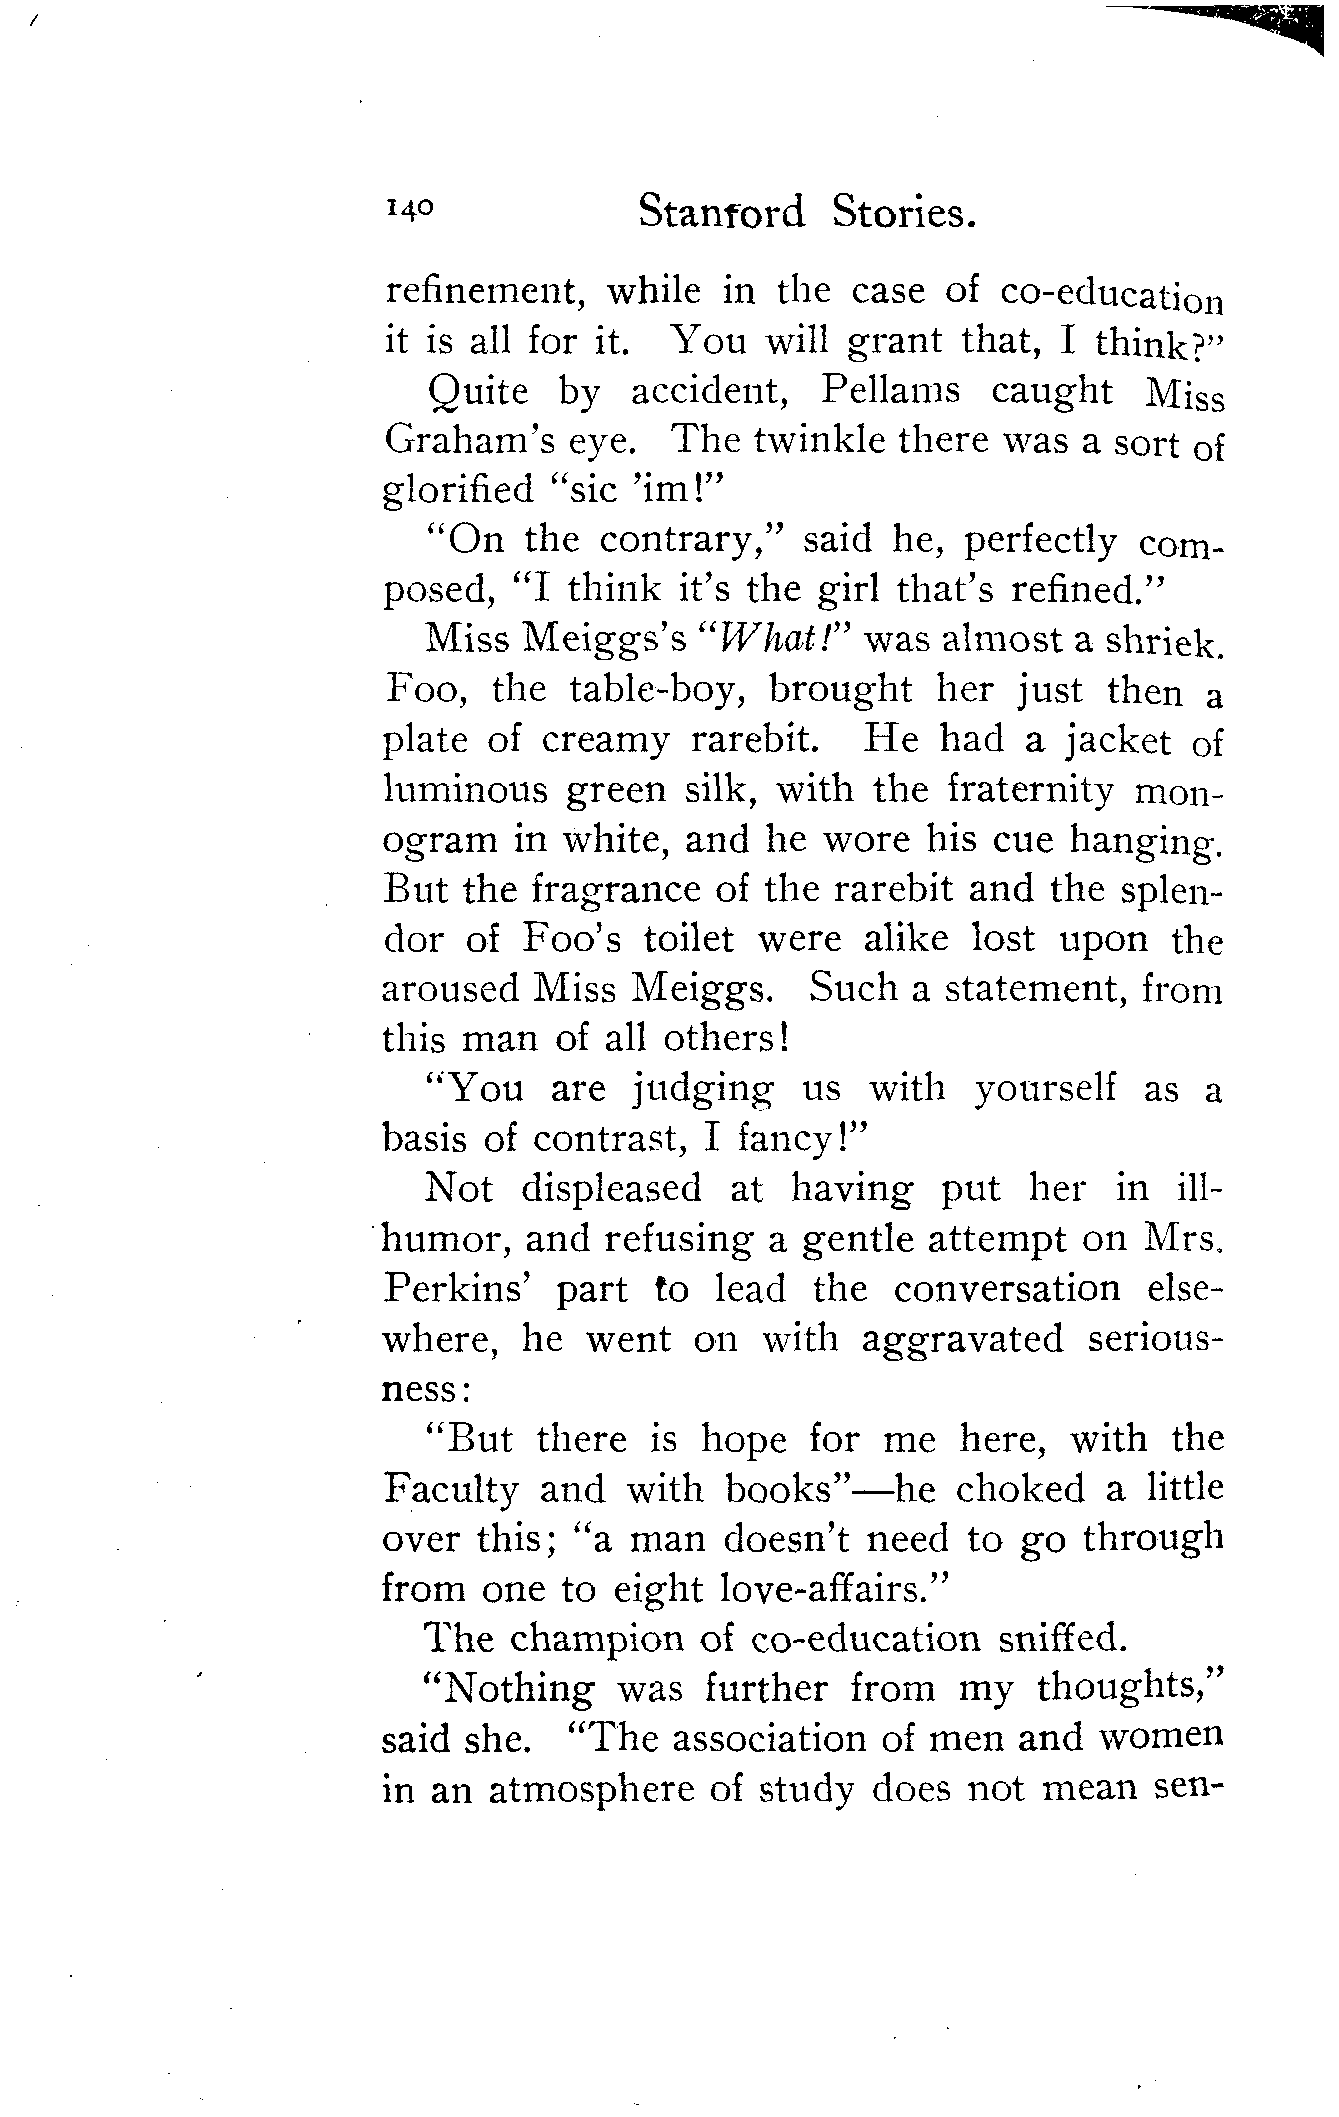 140 Stanford Stories.
refinement, while in the case of co-education
it is all for it. You will grant that, I think?"
Quite by accident, Pellams caught Miss
Graham's eye. The twinkle there was a sort of
glorified "sic 'im!"
"On the contrary," said he, perfectly com-
posed, "I think it's the girl that's refined."
Miss Meiggs's "What!" was almost a shriek.
Foo, the table-boy, brought her just then a
plate of creamy rarebit. He had a jacket of
luminous green silk, with the fraternity mon-
ogram in white, and he wore his cue hanging.
But the fragrance of the rarebit and the splen-
dor of Foo's toilet were alike lost upon the
aroused Miss Meiggs. Such a statement, from
this man of all others!
"You are judging us with yourself as a
basis of contrast, I fancy!"
Not displeased at having put her in ill-
humor, and refusing a gentle attempt on Mrs.
Perkins' part to lead the conversation else-
where, he went on with aggravated serious-
ness:
"But there is hope for me here, with the
Faculty and with books"—he choked a little
over this; "a man doesn't need to go through
from one to eight love-affairs."
The champion of co-education sniffed.
"Nothing was further from my thoughts,"
said she. "The association of men and women
in an atmosphere of study does not mean sen-